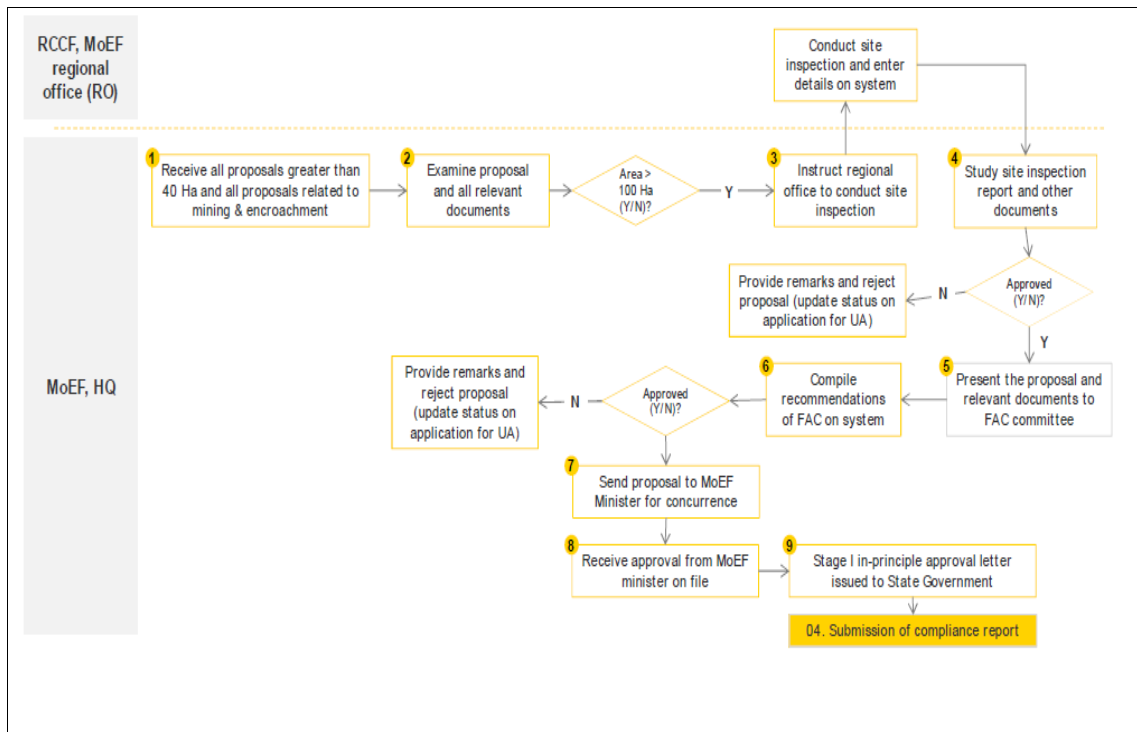 RCCF, MoEF
regional
office (RO)
Conduct site
inspection and enter
details on system
1
Receive all proposals greater than
40 Ha and all proposals related to
mining & encroachment
2
Examine proposal
and all relevant
documents
Area >
100 Ha
(Y/N)?
Y
3
Instruct regional
office to conduct site
inspection
4
Study site inspection
report and other
documents
Approved
(Y/N)?
N
Provide remarks and reject
proposal (update status on
application for UA)
Y
MoEF, HQ
5
Present the proposal and
relevant documents to
FAC committee
6
Compile
recommendations
of FAC on system
Approved
(Y/N)?
N
Provide remarks and
reject proposal
(update status on
application for UA)
7
Send proposal to MoEF
Minister for concurrence
8
Receive approval from MoEF
minister on file
9
Stage I in-principle approval letter
issued to State Government
04. Submission of compliance report